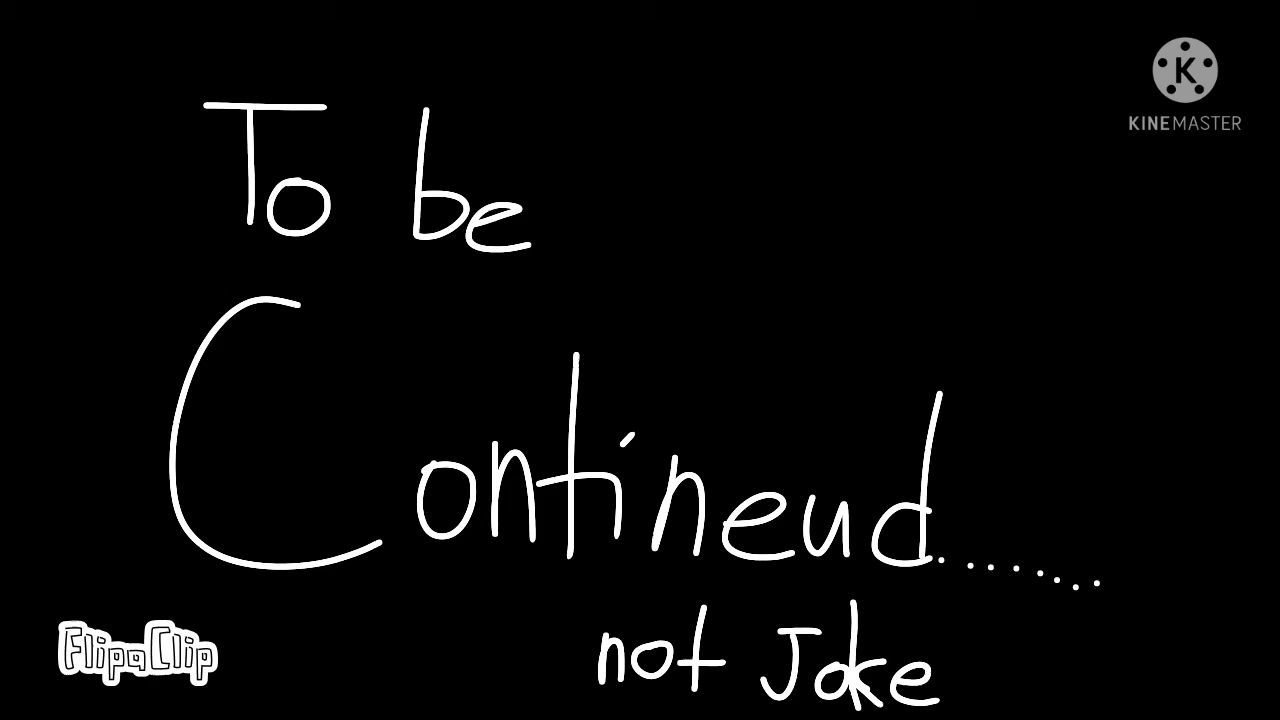 K
KINEMASTER
To be
Contineud........
FlipaClip
not Joke